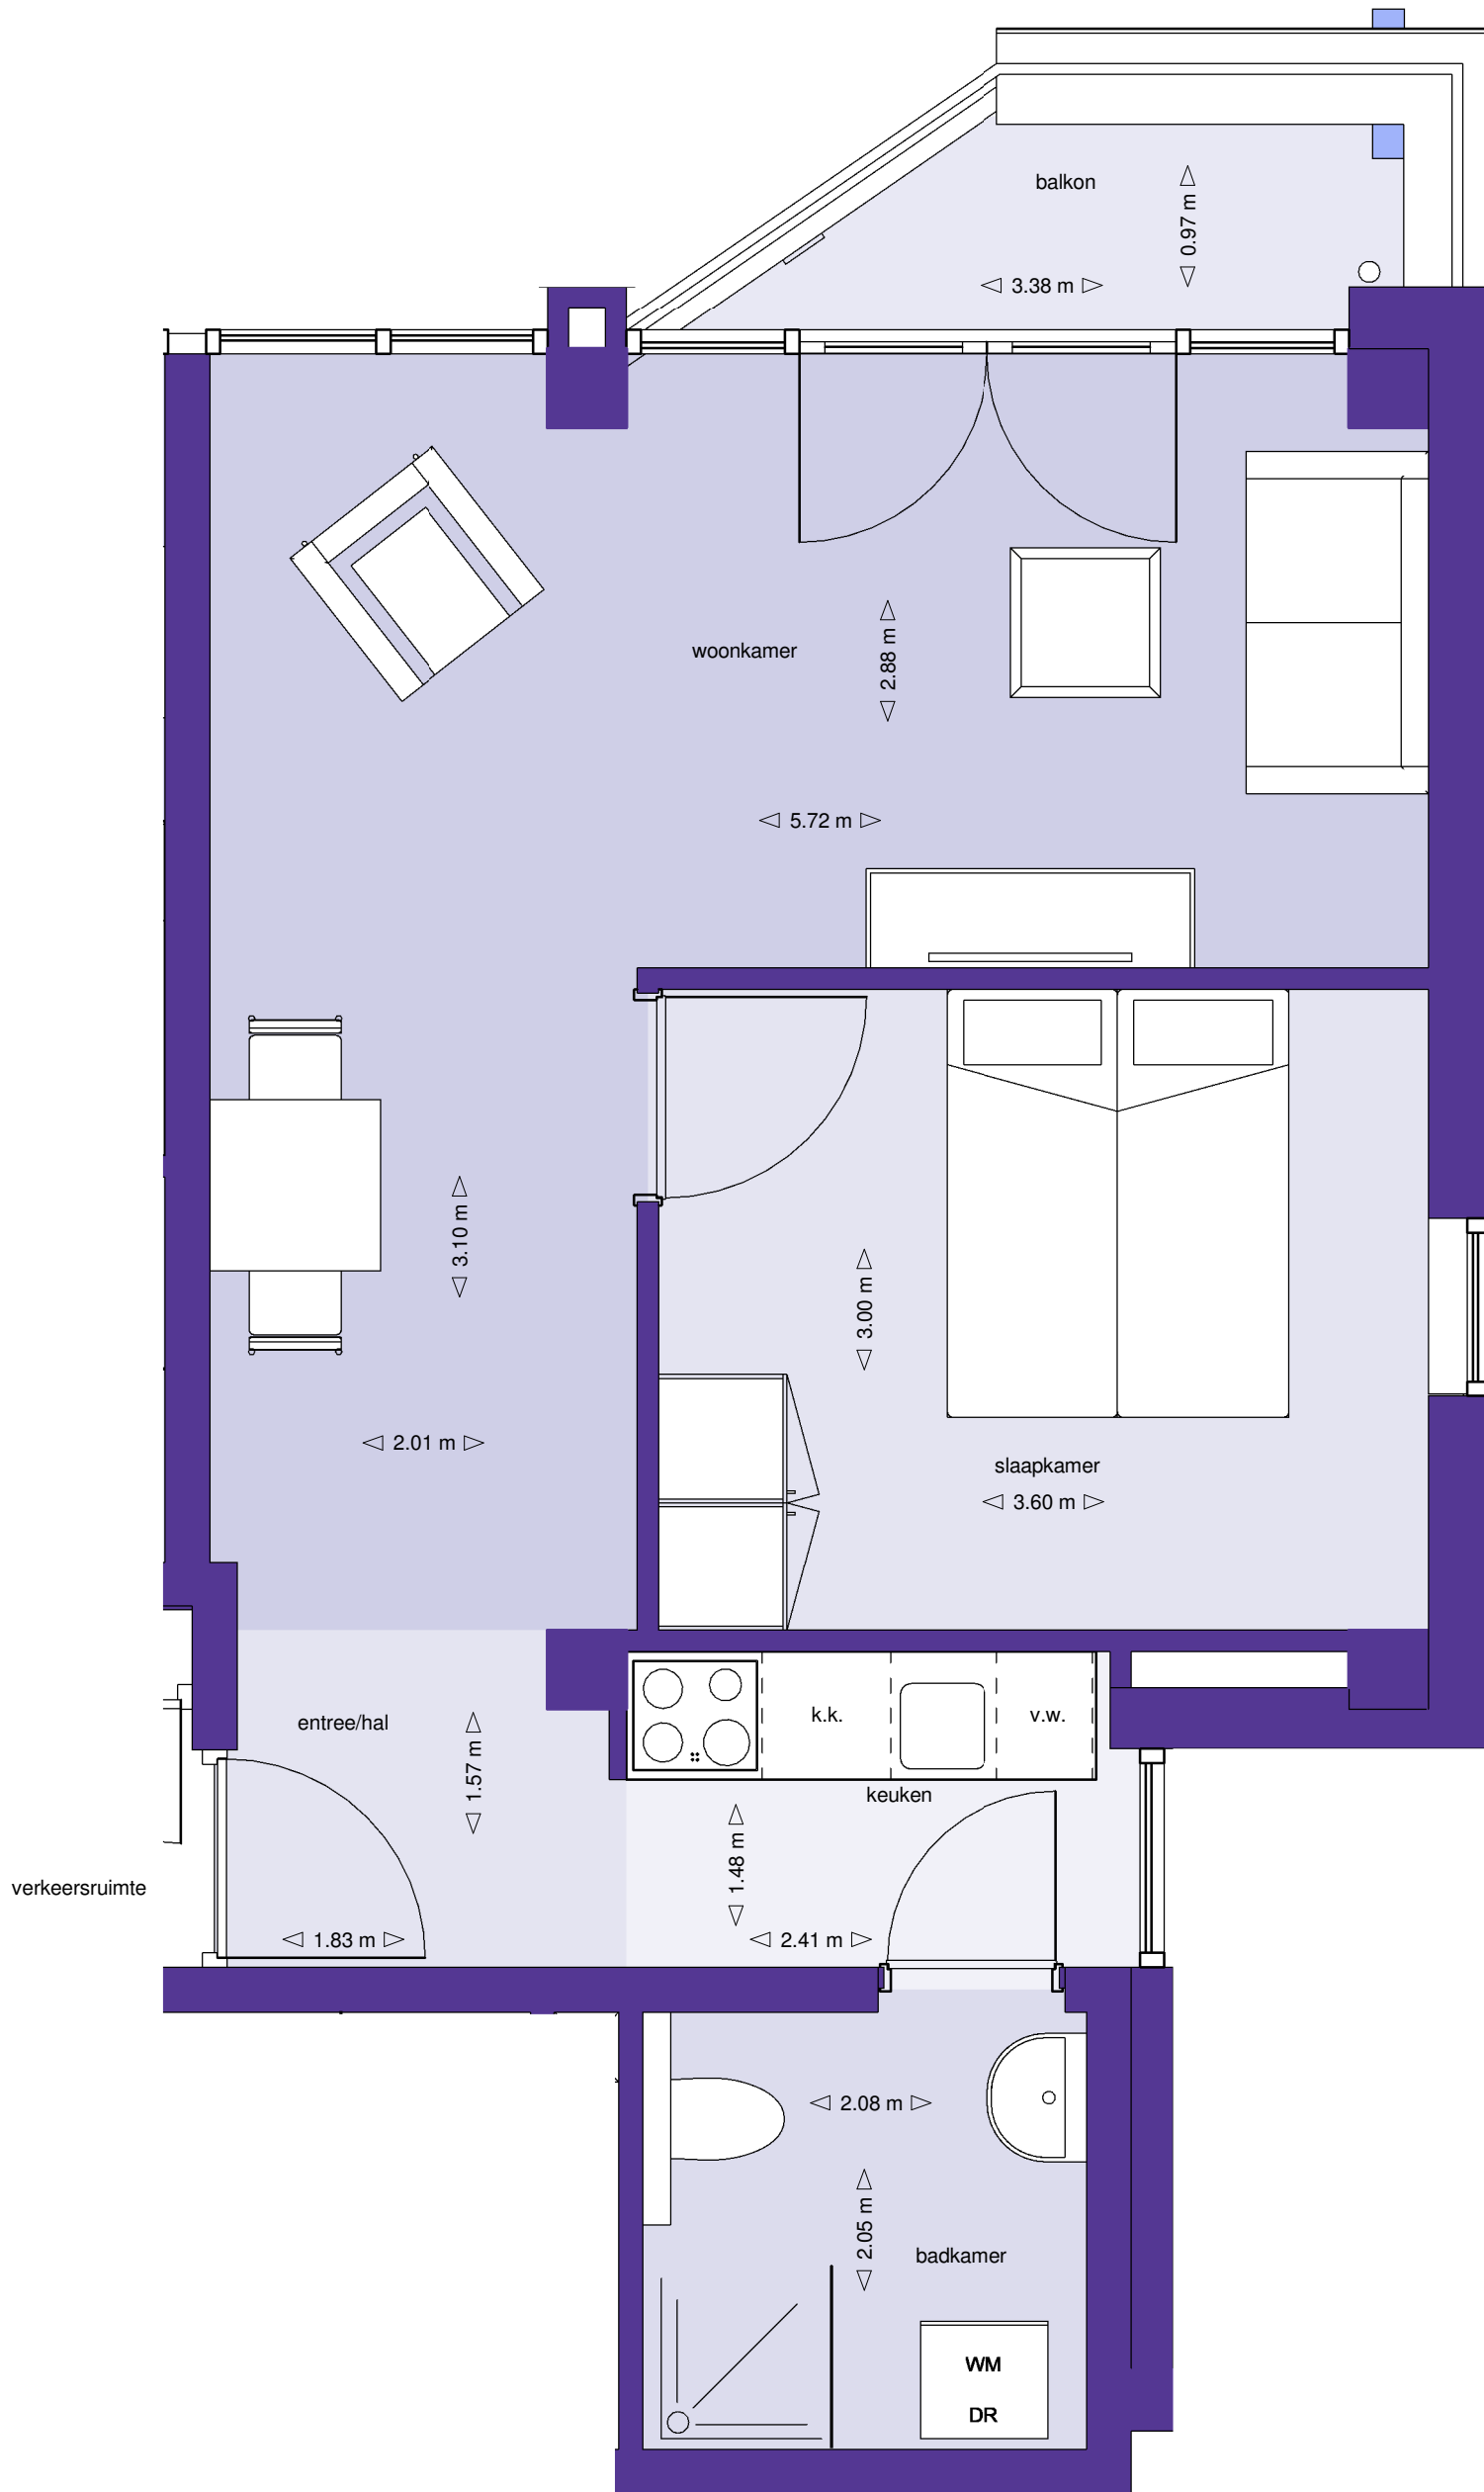 balkon
0.97 m
3.38 m
woonkamer
2.88 m
5.72 m
3.10 m
3.00 m
2.01 m
slaapkamer
3.60 m
entree/hal
k.k.
v.w.
1.57 m
keuken
1.48 m
verkeersruimte
1.83 m
2.41 m
2.08 m
2.05 m
badkamer
WM
DR